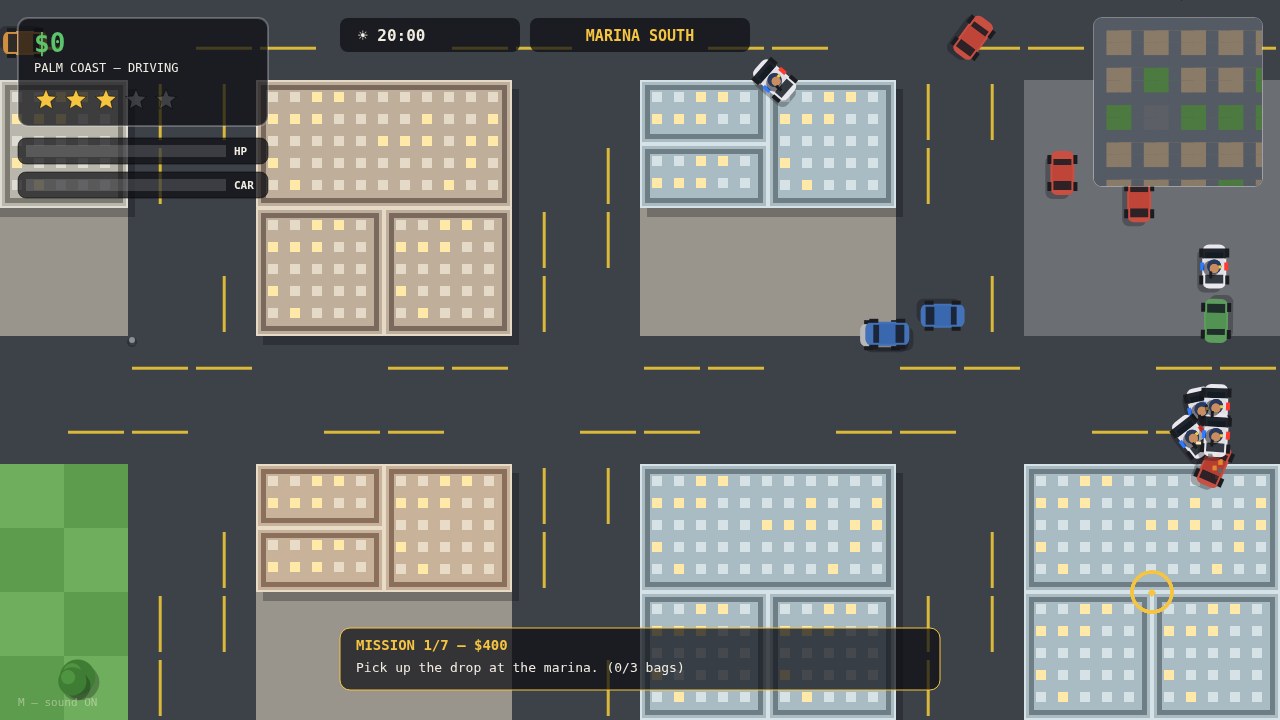 $0
PALM COAST — DRIVING
HP
CAR
☀ 20:00
MARINA SOUTH
MISSION 1/7 — $400
Pick up the drop at the marina. (0/3 bags)
M — sound ON